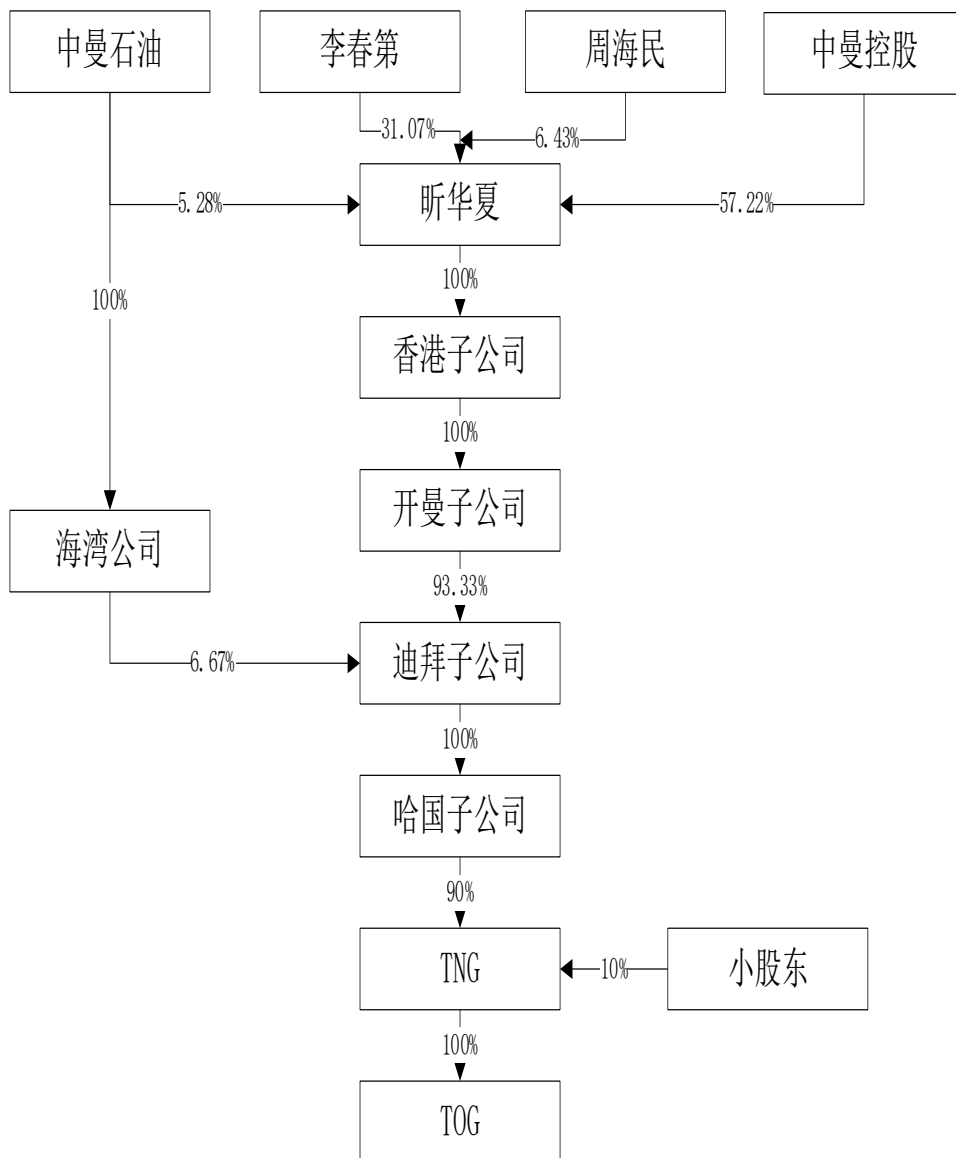 中曼石油
李春第
周海民
中曼控股
31.07%
6.43%
昕华夏
5.28%
57.22%
100%
100%
香港子公司
100%
开曼子公司
海湾公司
93.33%
迪拜子公司
6.67%
100%
哈国子公司
90%
TNG
10%
小股东
100%
TOG